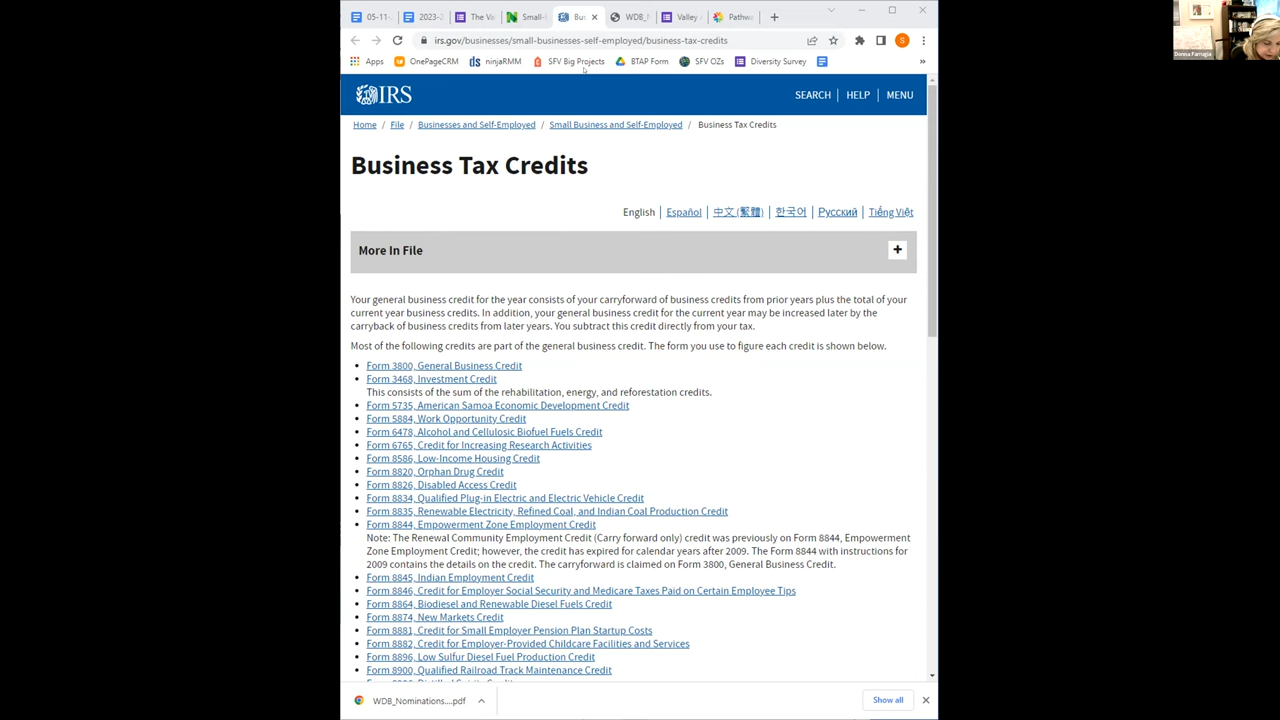 05-11-
2023-2
The Va
Small-
Bus
WDB_N
Valley
Pathwa
irs.gov/businesses/small-businesses-self-employed/business-tax-credits
S
Apps
OnePageCRM
ninjaRMM
SFV Big Projects
BTAP Form
SFV OZs
Diversity Survey
»
Donna Farrugia
IRS
SEARCH | HELP | MENU
Home / File / Businesses and Self-Employed / Small Business and Self-Employed / Business Tax Credits
Business Tax Credits
English | Español | 中文 (繁體) | 한국어 | Русский | Tiếng Việt
More In File
Your general business credit for the year consists of your carryforward of business credits from prior years plus the total of your
current year business credits. In addition, your general business credit for the current year may be increased later by the
carryback of business credits from later years. You subtract this credit directly from your tax.
Most of the following credits are part of the general business credit. The form you use to figure each credit is shown below.
Form 3800, General Business Credit
Form 3468, Investment Credit
This consists of the sum of the rehabilitation, energy, and reforestation credits.
Form 5735, American Samoa Economic Development Credit
Form 5884, Work Opportunity Credit
Form 6478, Alcohol and Cellulosic Biofuel Fuels Credit
Form 6765, Credit for Increasing Research Activities
Form 8586, Low-Income Housing Credit
Form 8820, Orphan Drug Credit
Form 8826, Disabled Access Credit
Form 8834, Qualified Plug-in Electric and Electric Vehicle Credit
Form 8835, Renewable Electricity, Refined Coal, and Indian Coal Production Credit
Form 8844, Empowerment Zone Employment Credit
Note: The Renewal Community Employment Credit (Carry forward only) credit was previously on Form 8844, Empowerment
Zone Employment Credit; however, the credit has expired for calendar years after 2009. The Form 8844 with instructions for
2009 contains the details on the credit. The carryforward is claimed on Form 3800, General Business Credit.
Form 8845, Indian Employment Credit
Form 8846, Credit for Employer Social Security and Medicare Taxes Paid on Certain Employee Tips
Form 8864, Biodiesel and Renewable Diesel Fuels Credit
Form 8874, New Markets Credit
Form 8881, Credit for Small Employer Pension Plan Startup Costs
Form 8882, Credit for Employer-Provided Childcare Facilities and Services
Form 8896, Low Sulfur Diesel Fuel Production Credit
Form 8900, Qualified Railroad Track Maintenance Credit
WDB_Nominations....pdf
Show all